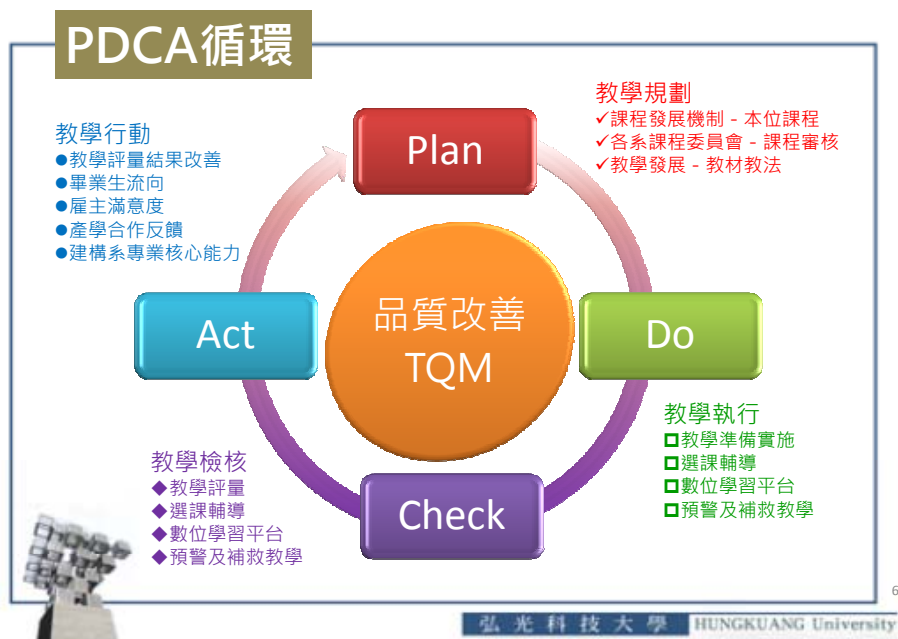 PDCA循環
教學規劃
✓課程發展機制 - 本位課程
✓各系課程委員會 - 課程審核
✓教學發展 - 教材教法
教學行動
●教學評量結果改善
●畢業生流向
●雇主滿意度
●產學合作反饋
●建構系專業核心能力
Plan
品質改善
TQM
Act
Do
教學執行
教學準備實施
選課輔導
數位學習平台
預警及補救教學
教學檢核
◆教學評量
◆選課輔導
◆數位學習平台
◆預警及補救教學
Check
6
弘光科技大學 HUNGKUANG University